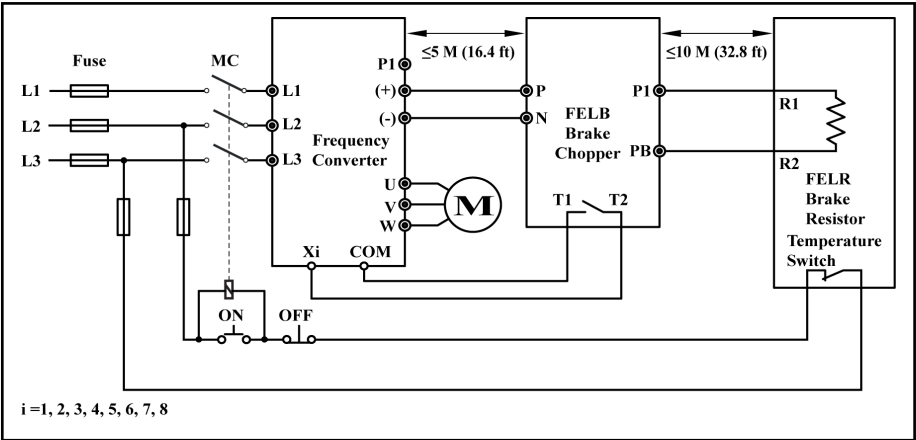 Fuse
MC
≤5 M (16.4 ft)
≤10 M (32.8 ft)
L1
L2
L3
L1
L2
L3
P1
(+)
(-)
Frequency
Converter
U
V
W
M
Xi
COM
P
N
FELB
Brake
Chopper
P1
PB
T1
T2
R1
R2
FELR
Brake
Resistor
Temperature
Switch
ON
OFF
i =1, 2, 3, 4, 5, 6, 7, 8